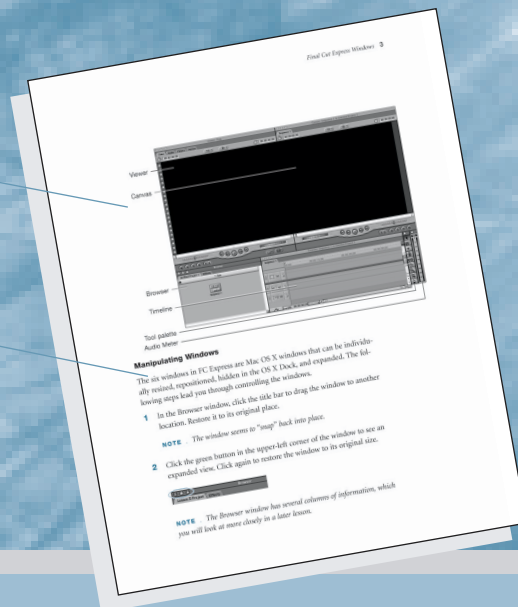 Final Cut Express Windows 3
Viewer
Canvas
Browser
Timeline
Tool palette
Audio Meter
Manipulating Windows
The six windows in FC Express are Mac OS X windows that can be individu-
ally resized, repositioned, hidden in the OS X Dock, and expanded. The fol-
lowing steps lead you through controlling the windows.
1 In the Browser window, click the title bar to drag the window to another
location. Restore it to its original place.
NOTE . The window seems to "snap" back into place.
2 Click the green button in the upper-left corner of the window to see an
expanded view. Click again to restore the window to its original size.
NOTE . The Browser window has several columns of information, which
you will look at more closely in a later lesson.